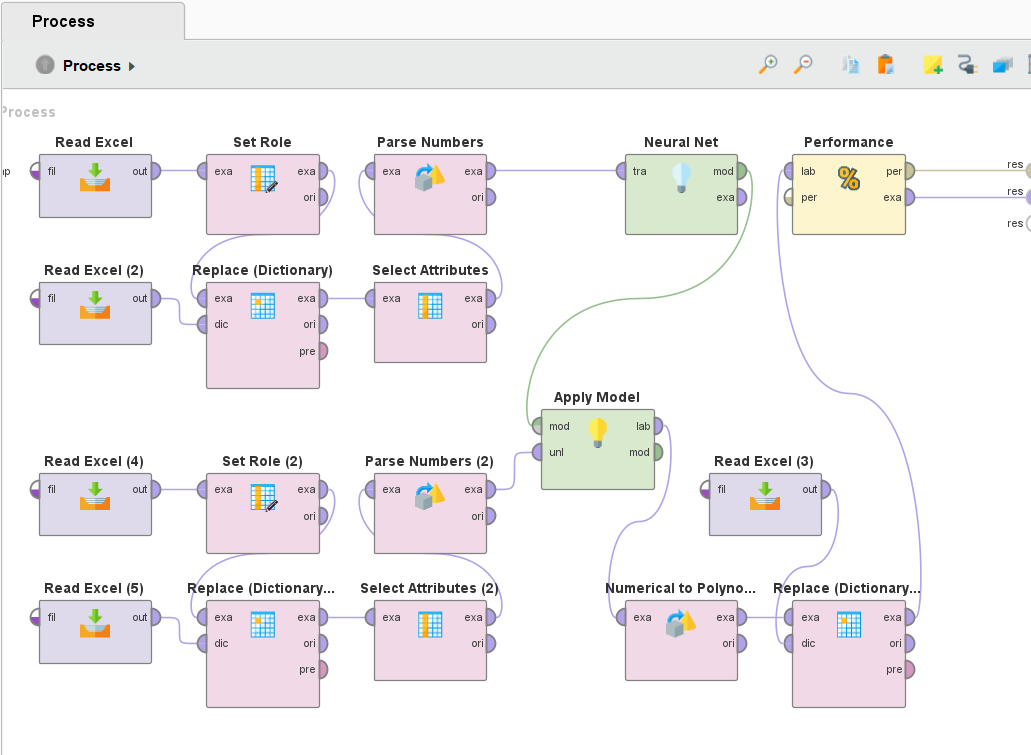 Process
Process
Process
Read Excel
Set Role
Parse Numbers
Neural Net
Performance
fil
out
exa
exa
ori
exa
exa
ori
tra
mod
exa
lab
per
per
exa
res
res
res
Read Excel (2)
Replace (Dictionary)
Select Attributes
fil
out
exa
dic
exa
ori
pre
exa
exa
ori
Apply Model
mod
unl
lab
mod
Read Excel (4)
Set Role (2)
Parse Numbers (2)
Read Excel (3)
fil
out
exa
exa
ori
exa
exa
ori
fil
out
Read Excel (5)
Replace (Dictionary...
Select Attributes (2)
Numerical to Polyno...
Replace (Dictionary...
fil
out
exa
dic
exa
ori
pre
exa
exa
ori
exa
exa
ori
exa
dic
exa
ori
pre